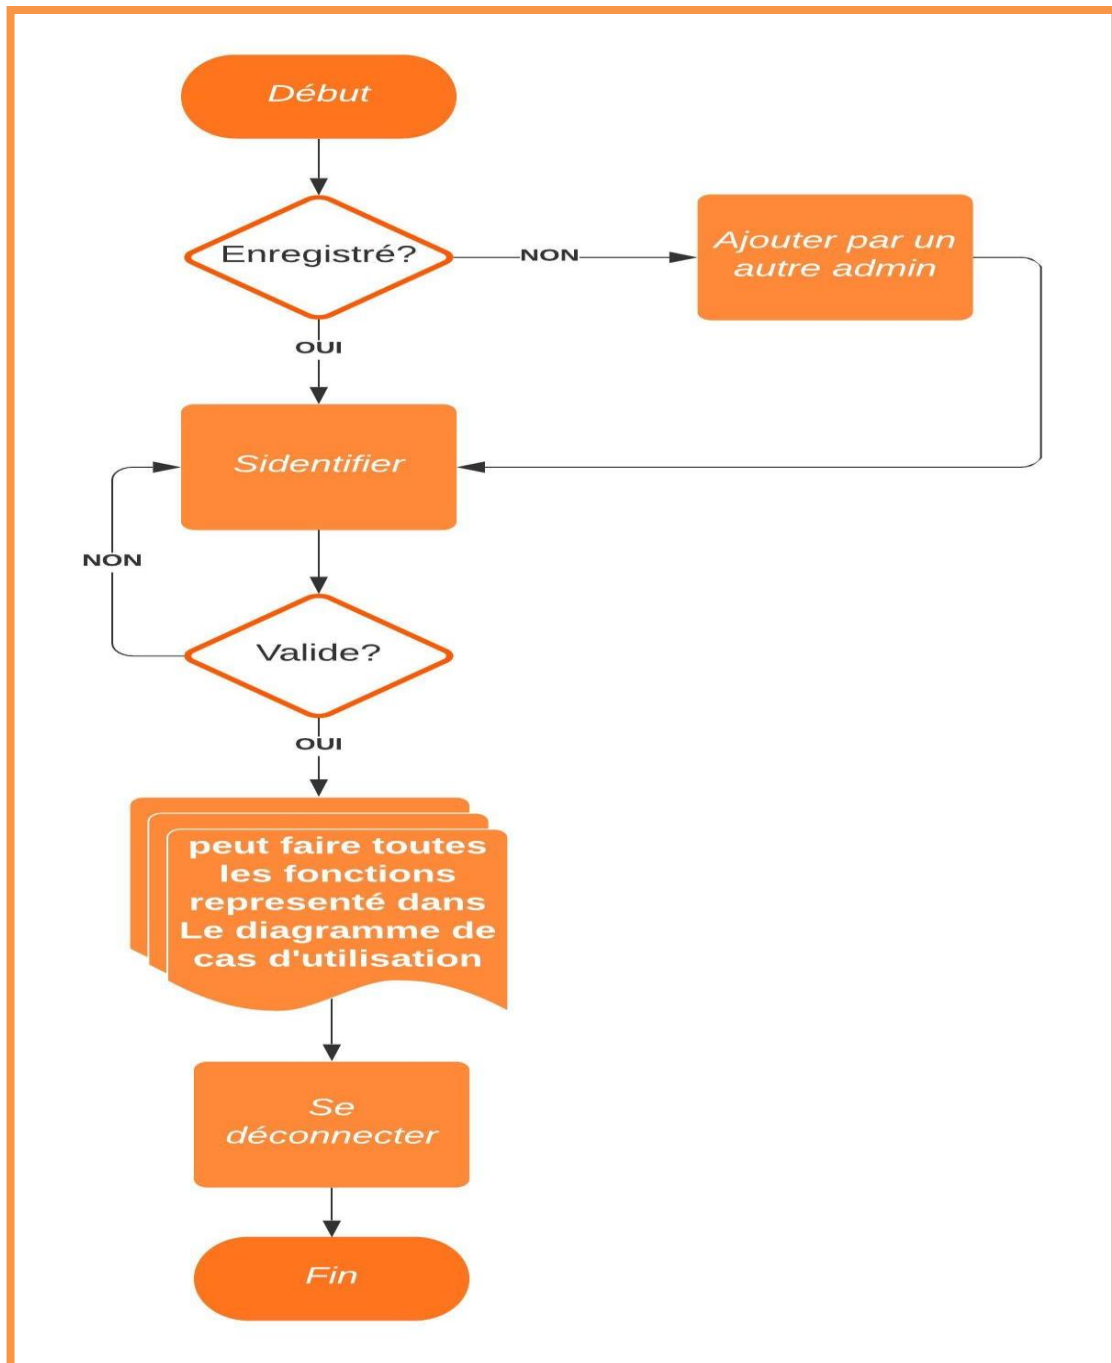 Début
Enregistré?
NON
Ajouter par un
autre admin
OUI
Sidentifier
NON
Valide?
OUI
peut faire toutes
les fonctions
representé dans
Le diagramme de
cas d'utilisation
Se
déconnecter
Fin